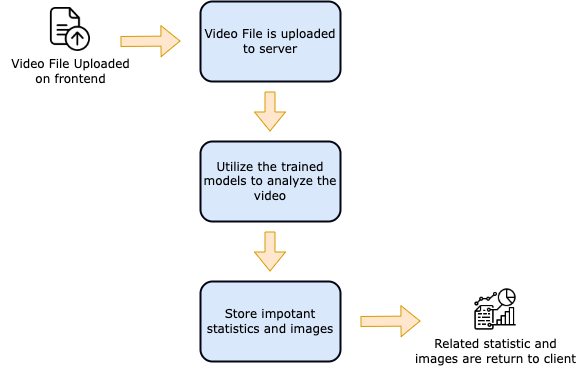 Video File Uploaded
on frontend
Video File is uploaded
to server
Utilize the trained
models to analyze the
video
Store impotant
statistics and images
Related statistic and
images are return to client